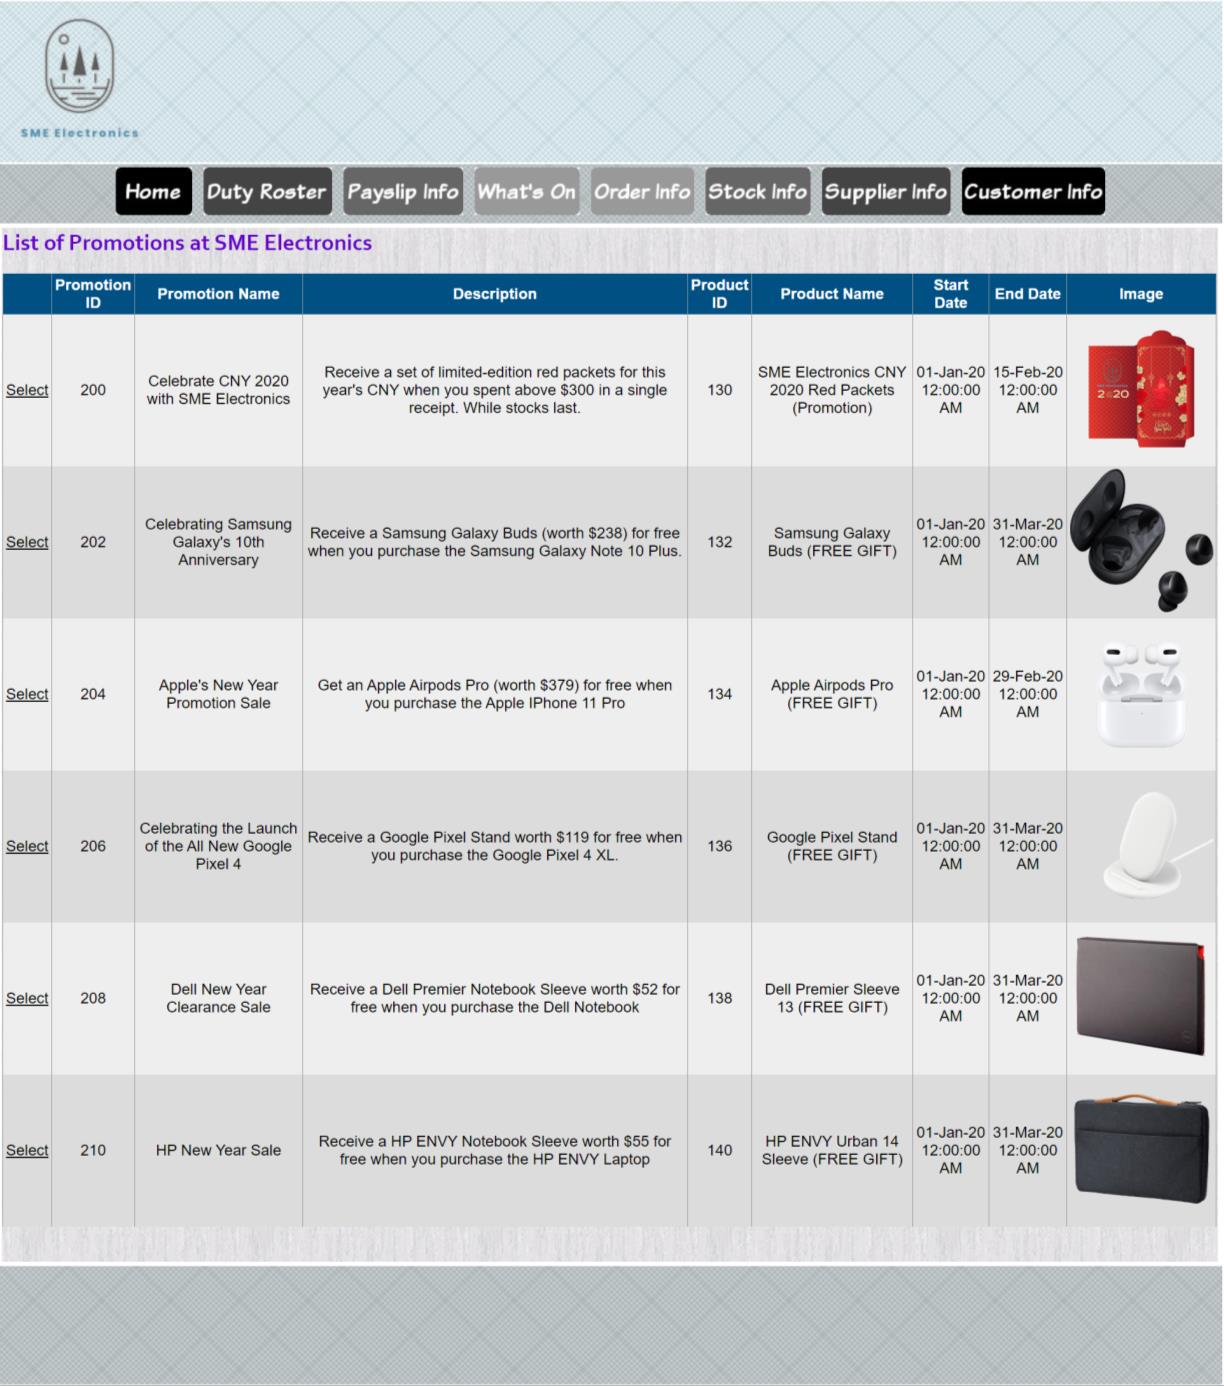 SME Electronics
Home
Duty Roster
Payslip Info
What's On
Order Info
Stock Info
Supplier Info
Customer Info
List of Promotions at SME Electronics
Promotion ID
Promotion Name
Description
Product ID
Product Name
Start Date
End Date
Image
Select
200
Celebrate CNY 2020
with SME Electronics
Receive a set of limited-edition red packets for this
year's CNY when you spent above $300 in a single
receipt. While stocks last.
130
SME Electronics CNY
2020 Red Packets
(Promotion)
01-Jan-20
12:00:00
AM
15-Feb-20
12:00:00
AM
2020
Select
202
Celebrating Samsung
Galaxy's 10th
Anniversary
Receive a Samsung Galaxy Buds (worth $238) for free
when you purchase the Samsung Galaxy Note 10 Plus.
132
Samsung Galaxy
Buds (FREE GIFT)
01-Jan-20
12:00:00
AM
31-Mar-20
12:00:00
AM
Select
204
Apple's New Year
Promotion Sale
Get an Apple Airpods Pro (worth $379) for free when
you purchase the Apple IPhone 11 Pro
134
Apple Airpods Pro
(FREE GIFT)
01-Jan-20
12:00:00
AM
29-Feb-20
12:00:00
AM
Select
206
Celebrating the Launch
of the All New Google
Pixel 4
Receive a Google Pixel Stand worth $119 for free when
you purchase the Google Pixel 4 XL.
136
Google Pixel Stand
(FREE GIFT)
01-Jan-20
12:00:00
AM
31-Mar-20
12:00:00
AM
Select
208
Dell New Year
Clearance Sale
Receive a Dell Premier Notebook Sleeve worth $52 for
free when you purchase the Dell Notebook
138
Dell Premier Sleeve
13 (FREE GIFT)
01-Jan-20
12:00:00
AM
31-Mar-20
12:00:00
AM
Select
210
HP New Year Sale
Receive a HP ENVY Notebook Sleeve worth $55 for
free when you purchase the HP ENVY Laptop
140
HP ENVY Urban 14
Sleeve (FREE GIFT)
01-Jan-20
12:00:00
AM
31-Mar-20
12:00:00
AM